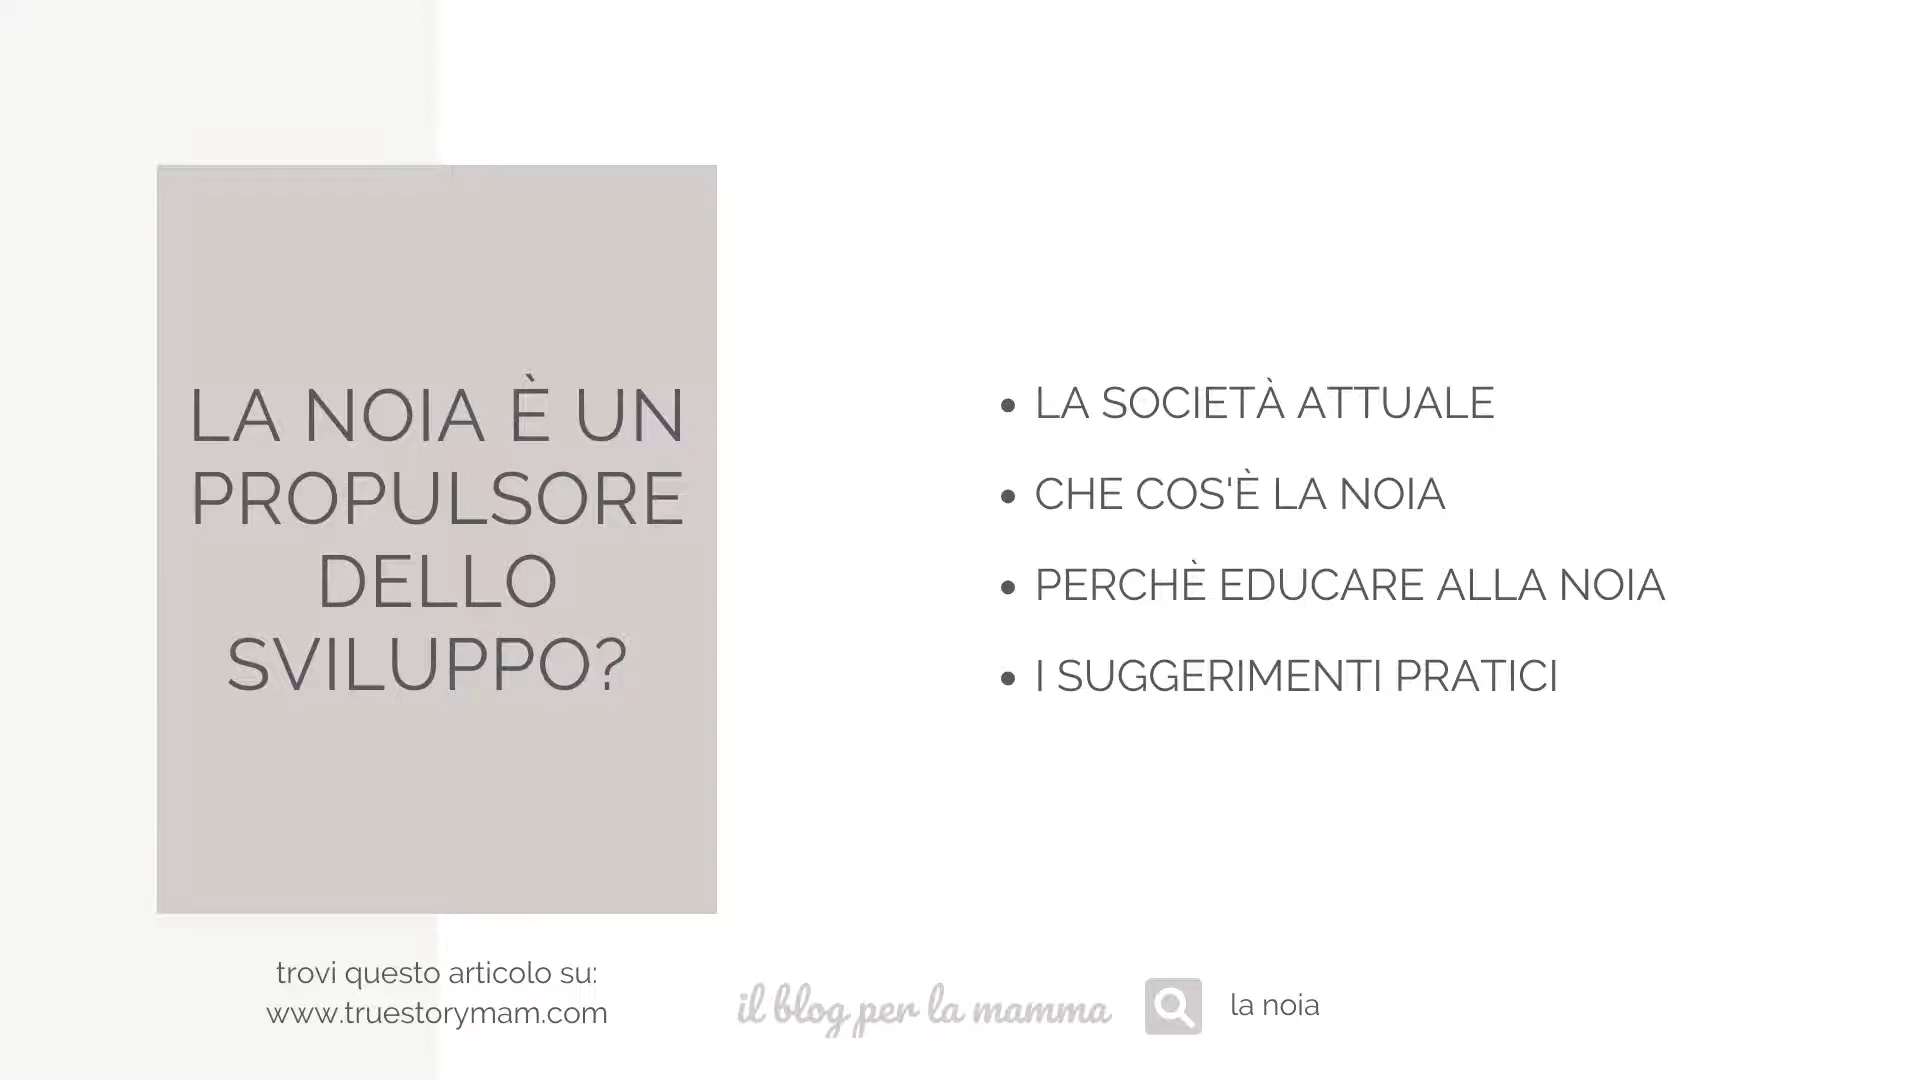 LA NOIA È UN
PROPULSORE
DELLO
SVILUPPO?
• LA SOCIETÀ ATTUALE
• CHE COS'È LA NOIA
• PERCHÈ EDUCARE ALLA NOIA
• I SUGGERIMENTI PRATICI
trovi questo articolo su:
www.truestorymam.com
il blog per la mamma
la noia